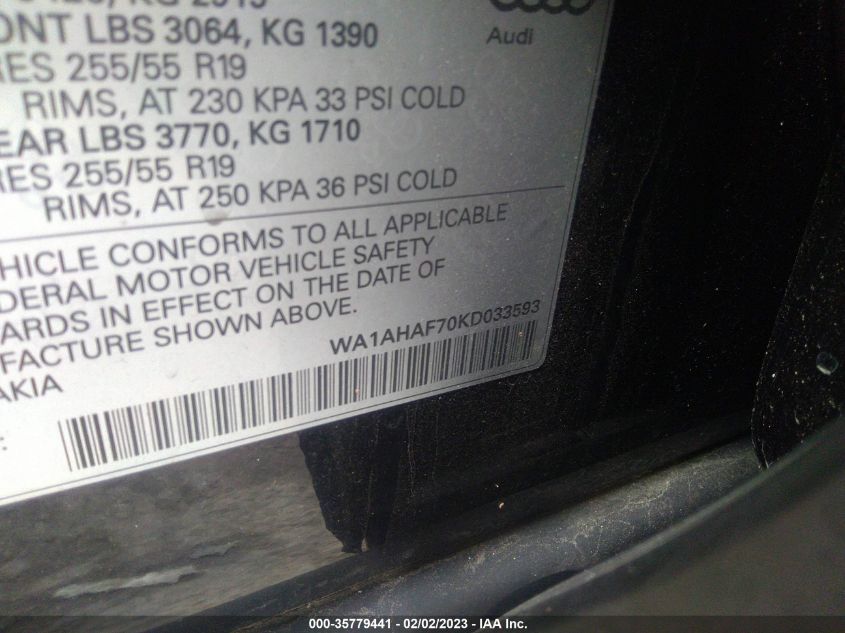 Audi
ONT LBS 3064, KG 1390
RES 255/55 R19
RIMS, AT 230 KPA 33 PSI COLD
EAR LBS 3770, KG 1710
RES 255/55 R19
RIMS, AT 250 KPA 36 PSI COLD
EHICLE CONFORMS TO ALL APPLICABLE
DERAL MOTOR VEHICLE SAFETY
ARDS IN EFFECT ON THE DATE OF
FACTURE SHOWN ABOVE.
WA1AHAF70KD033593
AKIA
000-35779441 - 02/02/2023 - IAA Inc.